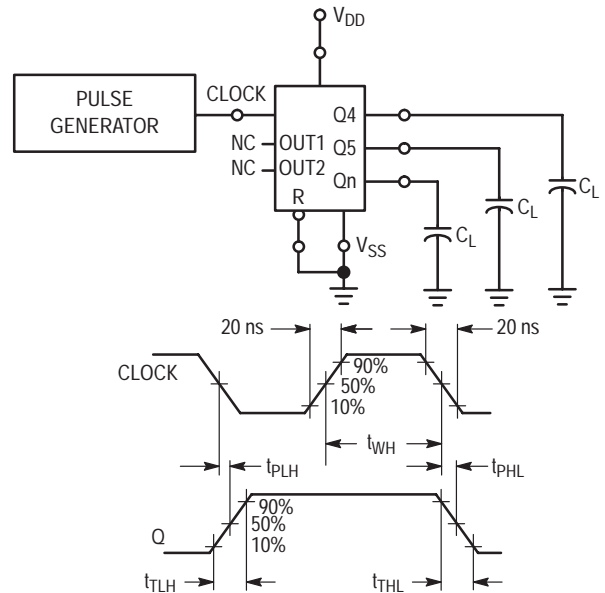 V_DD
PULSE
GENERATOR
CLOCK
Q4
NC
OUT1
Q5
NC
OUT2
Qn
R
C_L
C_L
C_L
V_SS
20 ns
20 ns
CLOCK
90%
50%
10%
t_WH
t_PLH
t_PHL
Q
90%
50%
10%
t_TLH
t_THL